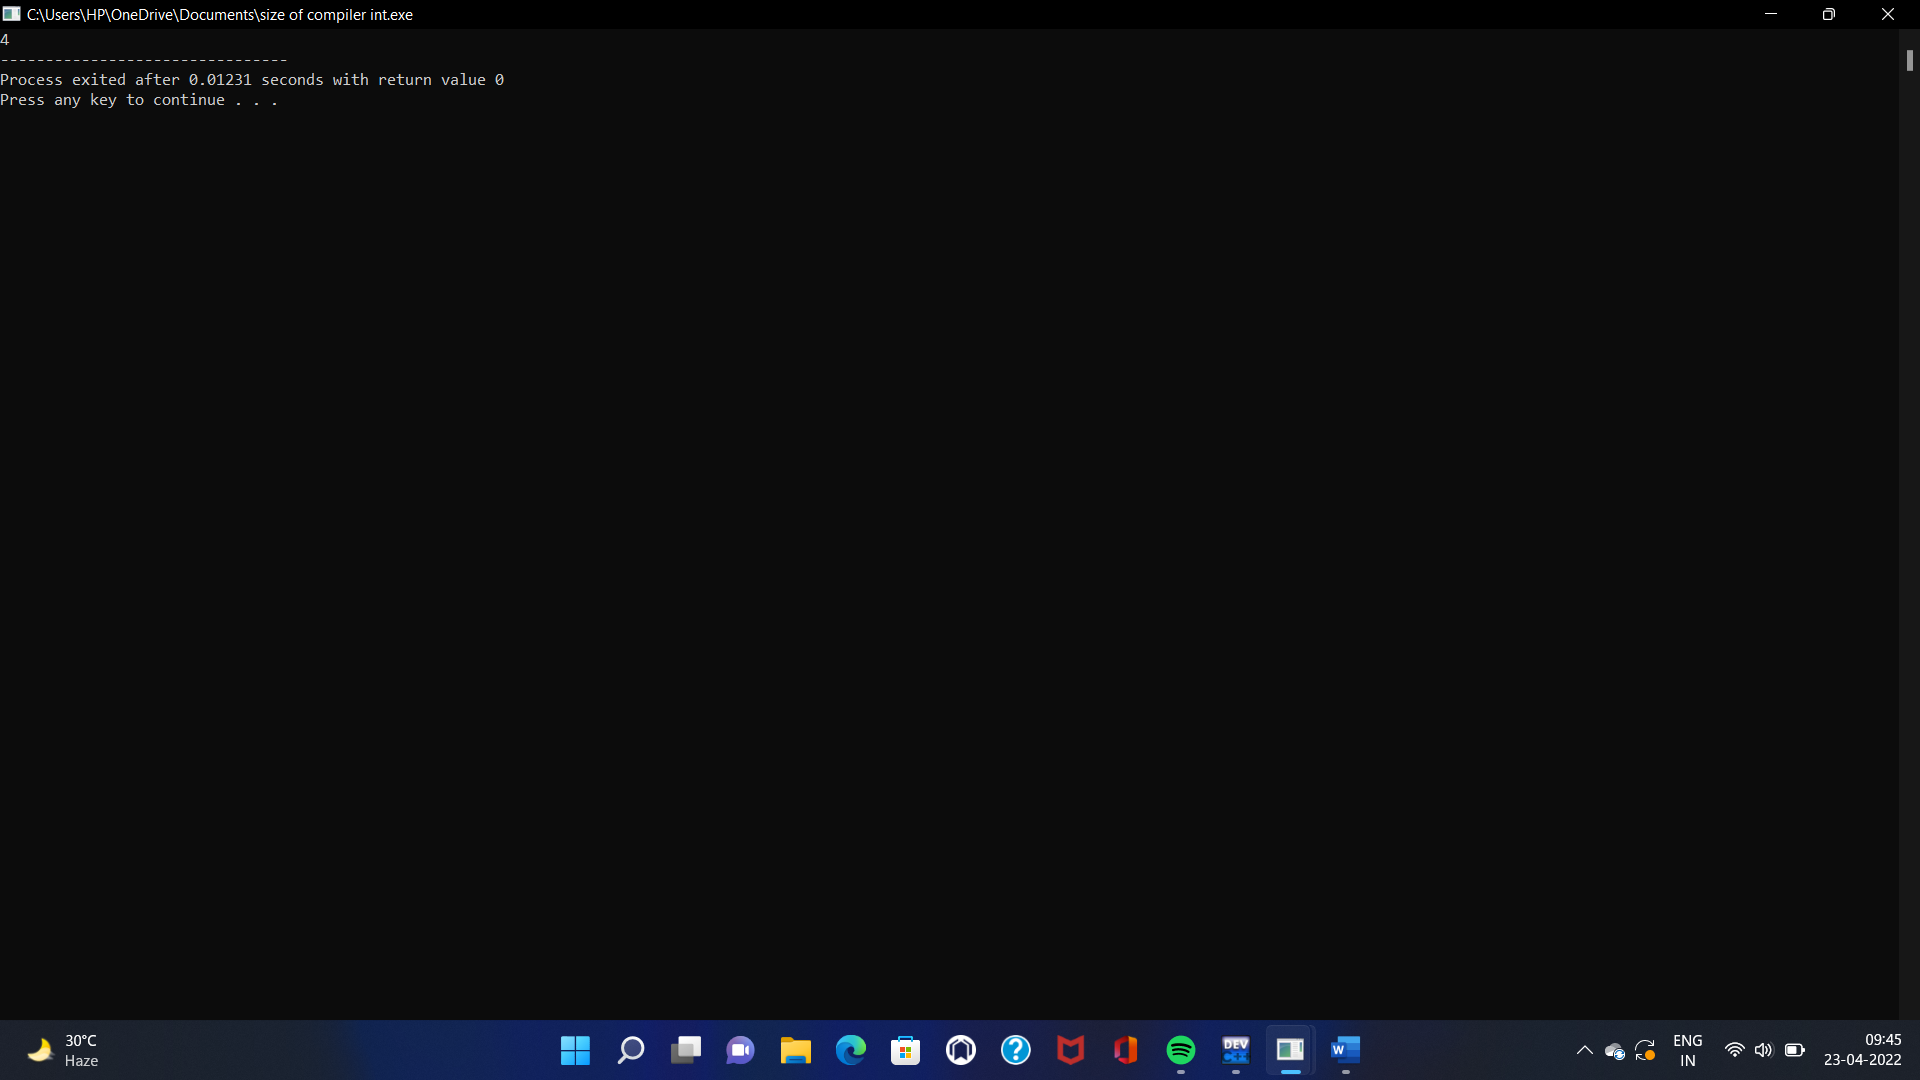 C:\Users\HP\OneDrive\Documents\size of compiler int.exe
4
--------------------------------
Process exited after 0.01231 seconds with return value 0
Press any key to continue . . .
30°C
Haze
DEV
C++
W
ENG
IN
09:45
23-04-2022